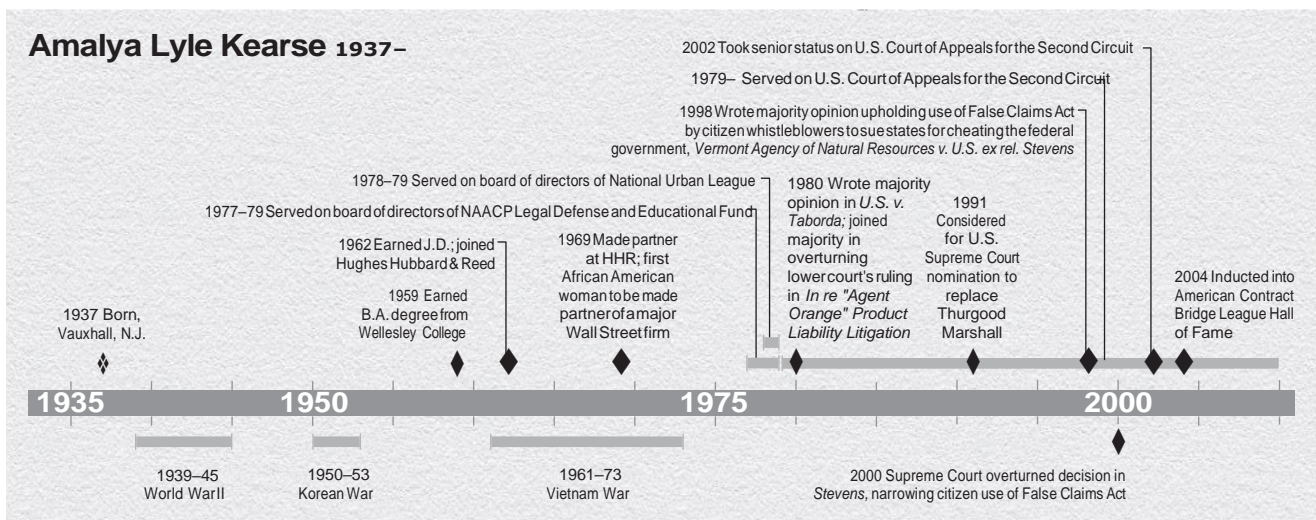 Amalya Lyle Kearse 1937–
2002 Took senior status on U.S. Court of Appeals for the Second Circuit
1979– Served on U.S. Court of Appeals for the Second Circuit
1998 Wrote majority opinion upholding use of False Claims Act
by citizen whistleblowers to sue states for cheating the federal
government, Vermont Agency of Natural Resources v. U.S. ex rel. Stevens
1978–79 Served on board of directors of National Urban League
1977–79 Served on board of directors of NAACP Legal Defense and Educational Fund
1962 Earned J.D.; joined
Hughes Hubbard & Reed
1969 Made partner
at HHR; first
African American
woman to be made
partner of a major
Wall Street firm
1980 Wrote majority
opinion in U.S. v.
Taborda; joined
majority in
overturning
lower court's ruling
in In re "Agent
Orange" Product
Liability Litigation
1991
Considered
for U.S.
Supreme Court
nomination to
replace
Thurgood
Marshall
2004 Inducted into
American Contract
Bridge League Hall
of Fame
1937 Born,
Vauxhall, N.J.
1959 Earned
B.A. degree from
Wellesley College
1935 1950 1975 2000
1939–45
World War II
1950–53
Korean War
1961–73
Vietnam War
2000 Supreme Court overturned decision in
Stevens, narrowing citizen use of False Claims Act